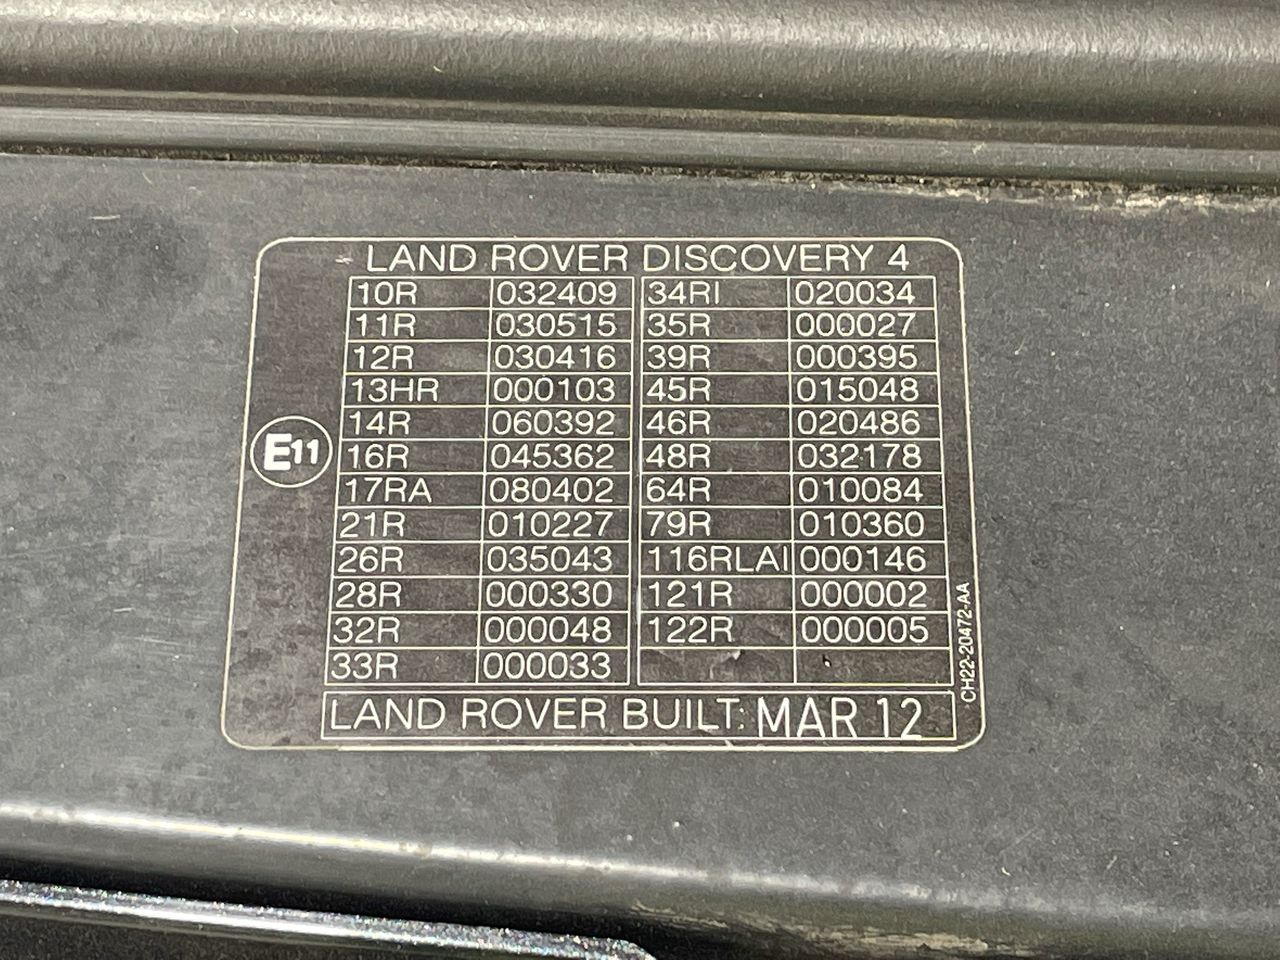 LAND ROVER DISCOVERY 4
10R 032409 34RI 020034
11R 030515 35R 000027
12R 030416 39R 000395
13HR 000103 45R 015048
14R 060392 46R 020486
E11
16R 045362 48R 032178
17RA 080402 64R 010084
21R 010227 79R 010360
26R 035043 116RLAI 000146
28R 000330 121R 000002
32R 000048 122R 000005
33R 000033
CH22-20472-AA
LAND ROVER BUILT: MAR 12